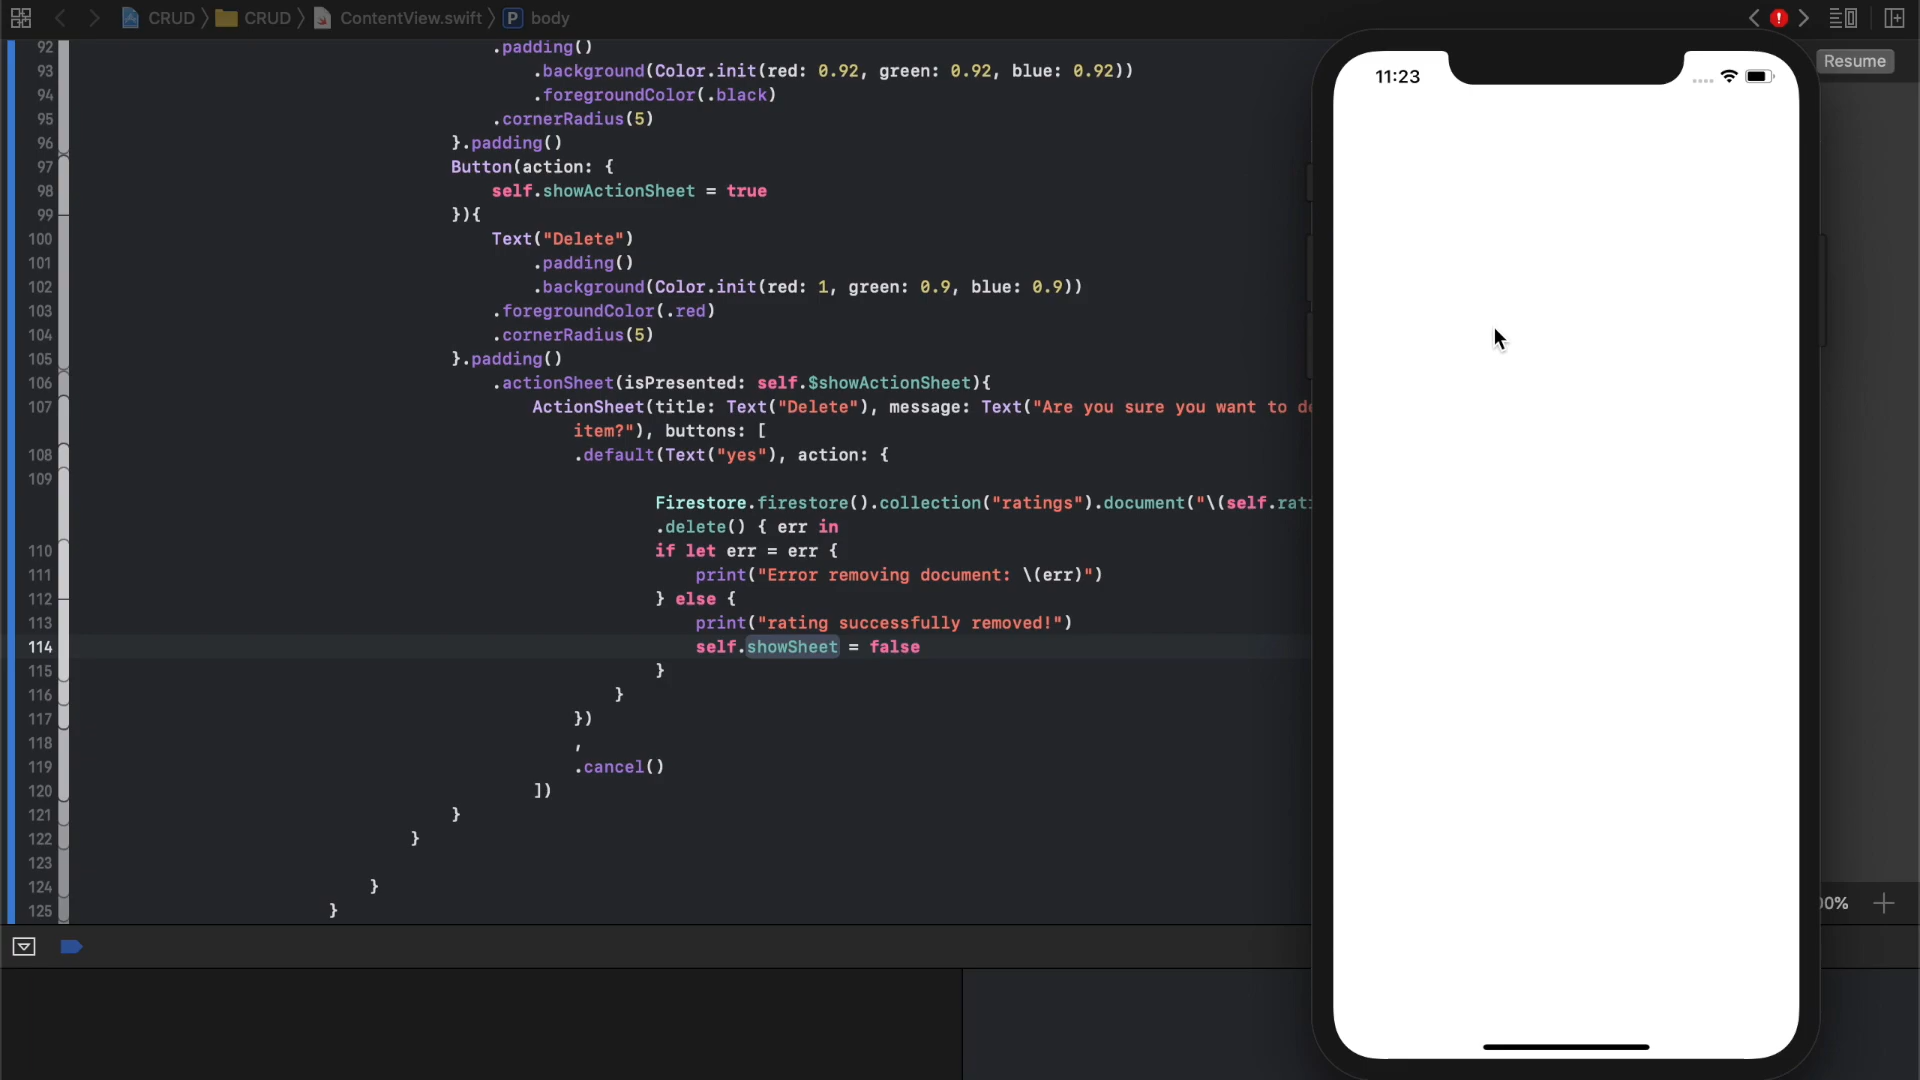 CRUD 〉 CRUD 〉 ContentView.swift 〉 P body
92 .padding()
93 .background(Color.init(red: 0.92, green: 0.92, blue: 0.92))
94 .foregroundColor(.black)
95 .cornerRadius(5)
96 }.padding()
97 Button(action: {
98 self.showActionSheet = true
99 }){
100 Text("Delete")
101 .padding()
102 .background(Color.init(red: 1, green: 0.9, blue: 0.9))
103 .foregroundColor(.red)
104 .cornerRadius(5)
105 }.padding()
106 .actionSheet(isPresented: self.$showActionSheet){
107 ActionSheet(title: Text("Delete"), message: Text("Are you sure you want to
item?"), buttons: [
108 .default(Text("yes"), action: {
109
Firestore.firestore().collection("ratings").document("\(self.
.delete() { err in
110 if let err = err {
111 print("Error removing document: \(err)")
112 } else {
113 print("rating successfully removed!")
114 self.showSheet = false
115 }
116 }
117 })
118 ,
119 .cancel()
120 ])
121 }
122 }
123
124 }
125 }
11:23
Resume
00%